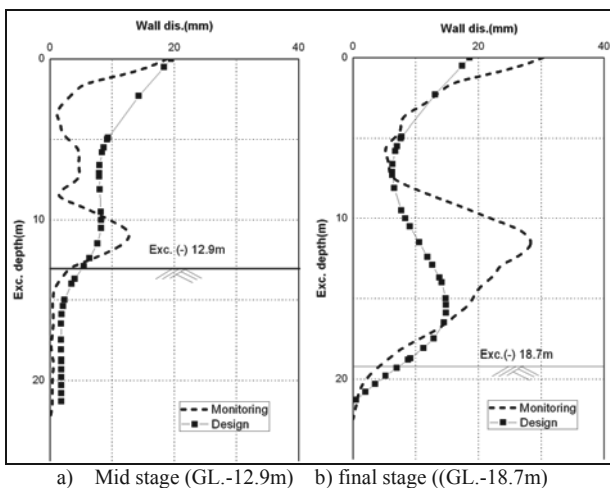 Wall dis.(mm)
0 20 40
0
10
20
Exc. depth(m)
Exc. (-) 12.9m
Monitoring
Design
Wall dis.(mm)
0 20 40
0
10
20
Exc. depth(m)
Exc.(-) 18.7m
Monitoring
Design
a) Mid stage (GL.-12.9m) b) final stage ((GL.-18.7m)